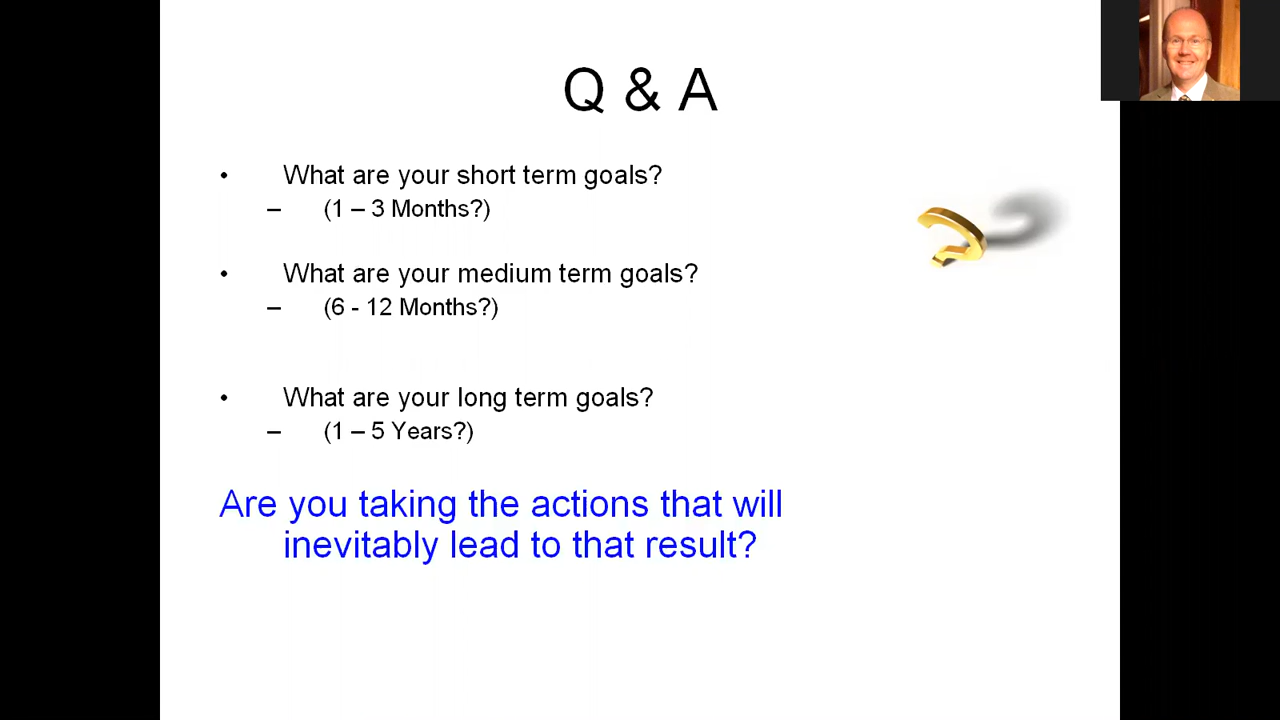 Q & A
• What are your short term goals?
– (1 – 3 Months?)
• What are your medium term goals?
– (6 - 12 Months?)
• What are your long term goals?
– (1 – 5 Years?)
Are you taking the actions that will
inevitably lead to that result?